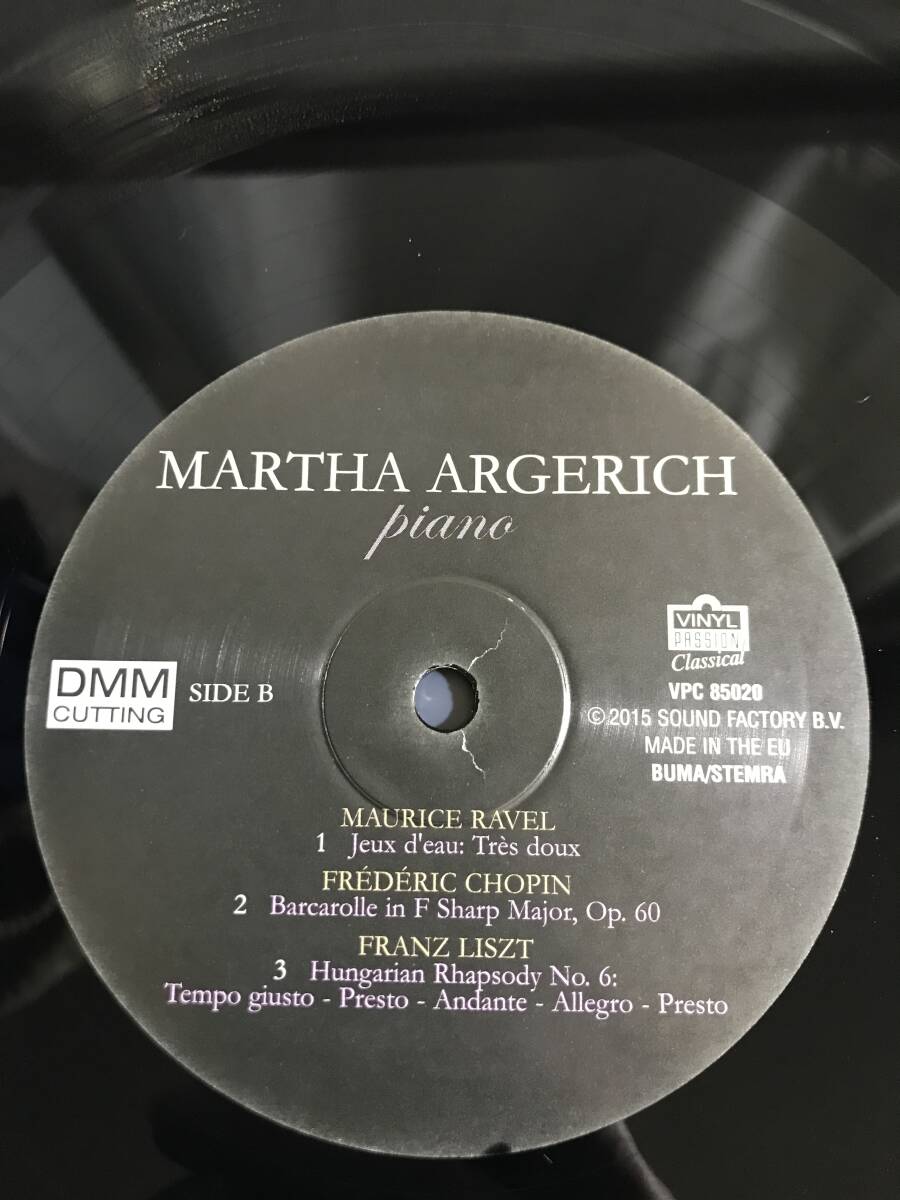 MARTHA ARGERICH
piano
DMM
CUTTING
SIDE B
VINYL
PASSION
Classical
VPC 85020
© 2015 SOUND FACTORY B.V.
MADE IN THE EU
BUMA/STEMRA
MAURICE RAVEL
1 Jeux d'eau: Très doux
FRÉDÉRIC CHOPIN
2 Barcarolle in F Sharp Major, Op. 60
FRANZ LISZT
3 Hungarian Rhapsody No. 6:
Tempo giusto - Presto - Andante - Allegro - Presto